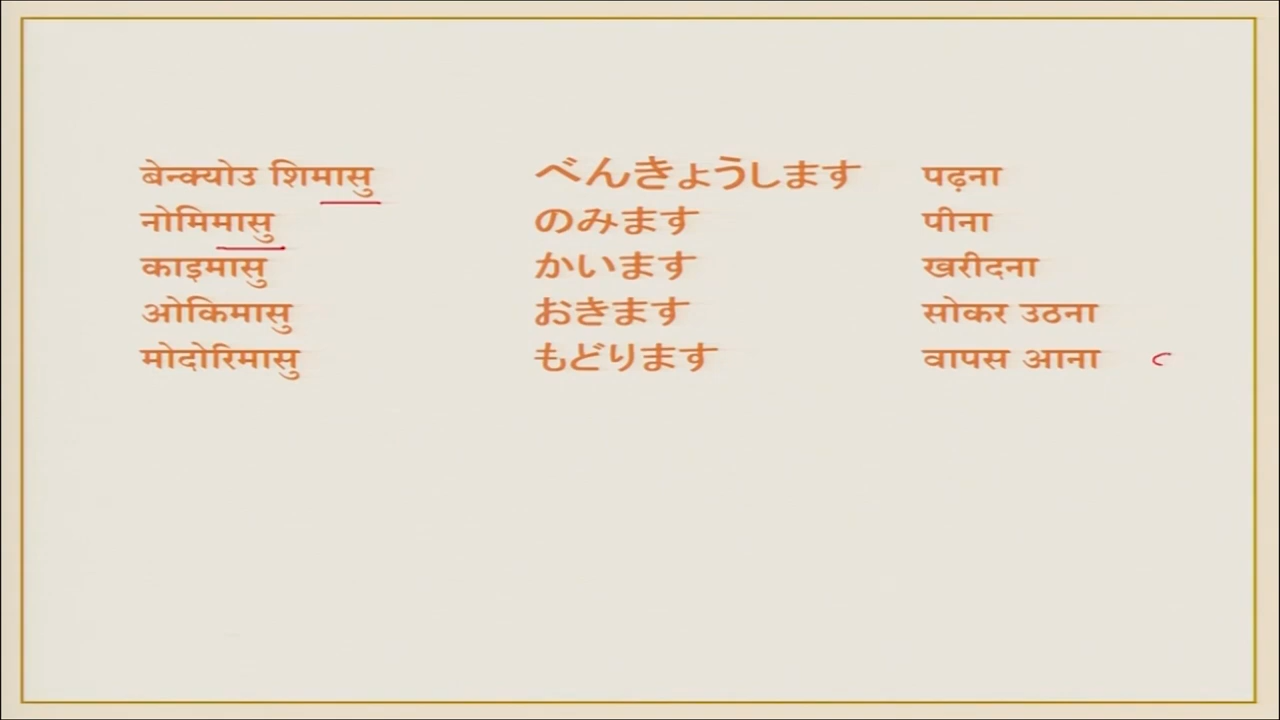 बेन्क्योउ शिमासु べんきょうします पढ़ना
नोमिमासु のみます पीना
काइमासु かいます खरीदना
ओकिमासु おきます सोकर उठना
मोदोरिमासु もどります वापस आना